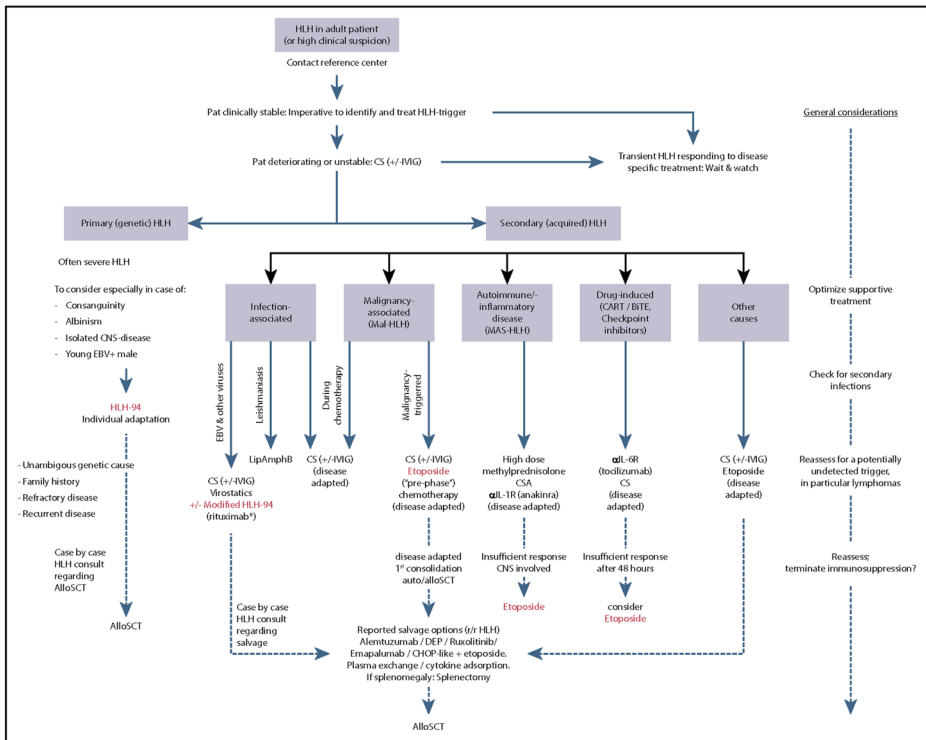 HLH in adult patient
(or high clinical suspicion)
Contact reference center
Pat clinically stable: Imperative to identify and treat HLH-trigger
General considerations
Pat deteriorating or unstable: CS (+/-IVIG)
Transient HLH responding to disease
specific treatment: Wait & watch
Primary (genetic) HLH
Secondary (acquired) HLH
Often severe HLH
To consider especially in case of:
- Consanguinity
- Albinism
- Isolated CNS-disease
- Young EBV+ male
HLH-94
Individual adaptation
- Unambigous genetic cause
- Family history
- Refractory disease
- Recurrent disease
Case by case
HLH consult
regarding
AlloSCT
AlloSCT
Infection-
associated
Malignancy-
associated
(Mal-HLH)
Autoimmune/-
inflammatory
disease
(MAS-HLH)
Drug-induced
(CART / BiTE,
Checkpoint
inhibitors)
Other
causes
EBV & other viruses
Leishmaniasis
During
chemotherapy
Malignancy-
triggerred
CS (+/-IVIG)
Virostatics
+/- Modified HLH-94
(rituximab*)
LipAmphB
CS (+/-IVIG)
(disease
adapted)
CS (+/-IVIG)
Etoposide
("pre-phase")
chemotherapy
(disease adapted)
High dose
methylprednisolone
CSA
αIL-1R (anakinra)
(disease adapted)
αIL-6R
(tocilizumab)
CS
(disease
adapted)
CS (+/-IVIG)
Etoposide
(disease
adapted)
disease adapted
1st consolidation
auto/alloSCT
Insufficient response
CNS involved
Etoposide
Insufficient response
after 48 hours
consider
Etoposide
Case by case
HLH consult
regarding
salvage
Reported salvage options (r/r HLH)
Alemtuzumab / DEP / Ruxolitinib/
Emapalumab / CHOP-like + etoposide.
Plasma exchange / cytokine adsorption.
If splenomegaly: Splenectomy
AlloSCT
Optimize supportive
treatment
Check for secondary
infections
Reassess for a potentially
undetected trigger,
in particular lymphomas
Reassess;
terminate immunosuppression?